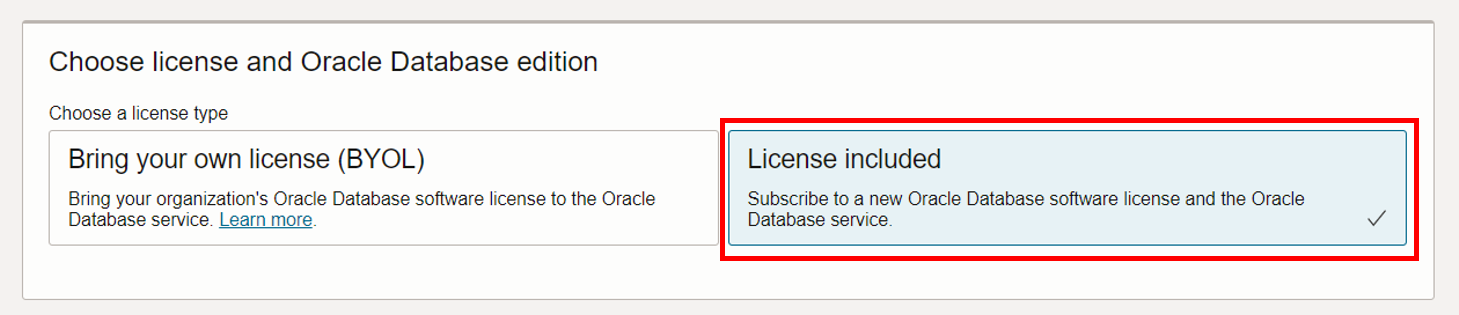 Choose license and Oracle Database edition
Choose a license type
Bring your own license (BYOL)
Bring your organization's Oracle Database software license to the Oracle
Database service. Learn more.
License included
Subscribe to a new Oracle Database software license and the Oracle
Database service.